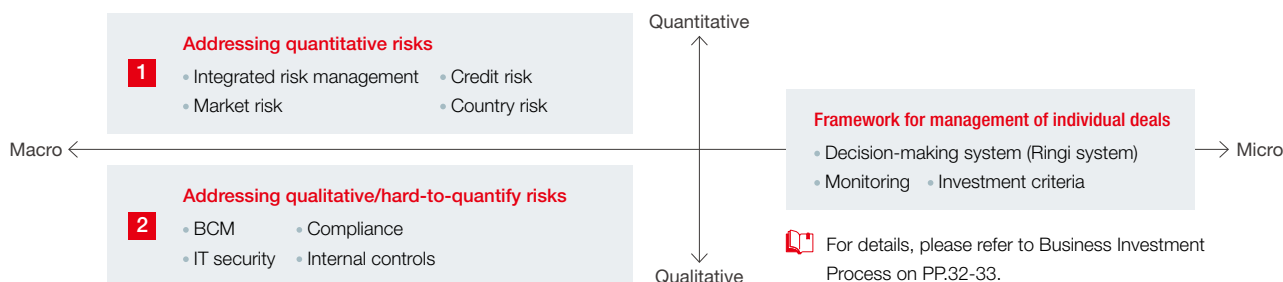 Quantitative
Addressing quantitative risks
1
• Integrated risk management • Credit risk
• Market risk • Country risk
Framework for management of individual deals
• Decision-making system (Ringi system)
• Monitoring • Investment criteria
Macro
Micro
Addressing qualitative/hard-to-quantify risks
2
• BCM • Compliance
• IT security • Internal controls
Qualitative
For details, please refer to Business Investment
Process on PP.32-33.